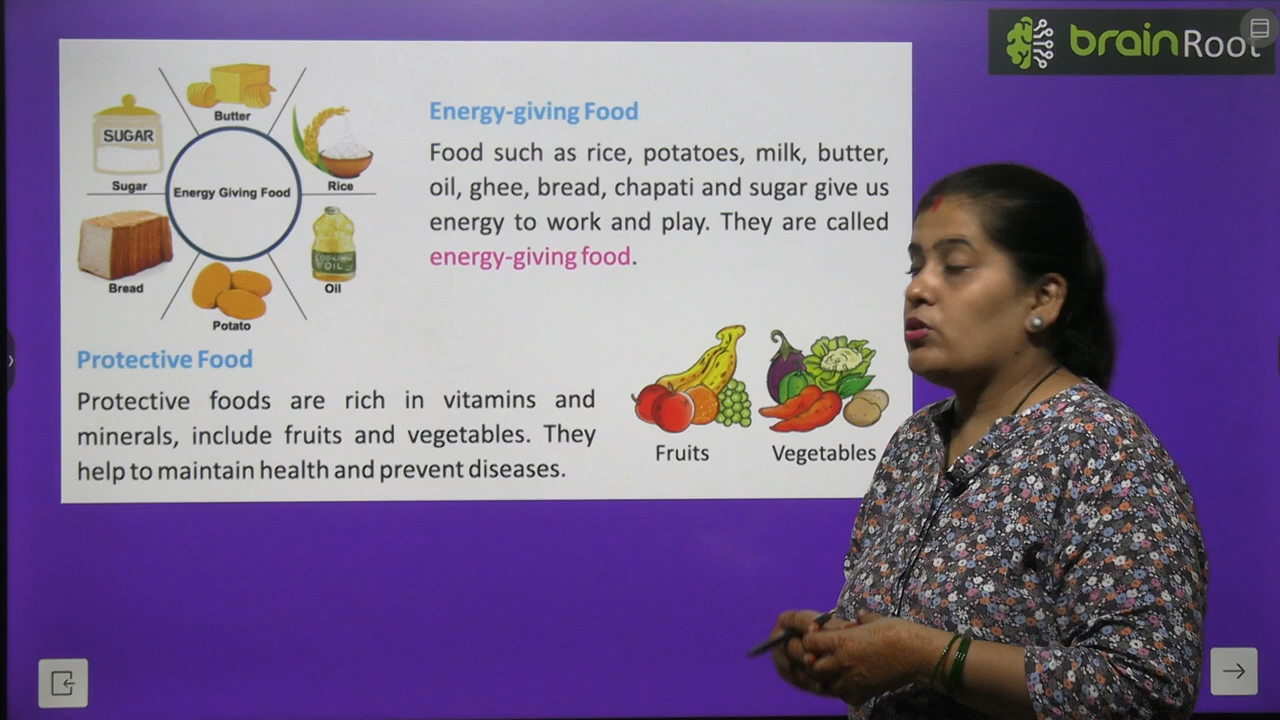 brainRoot
Butter
SUGAR
Sugar
Rice
Energy Giving Food
Bread
COOKING
OIL
Oil
Potato
Energy-giving Food
Food such as rice, potatoes, milk, butter,
oil, ghee, bread, chapati and sugar give us
energy to work and play. They are called
energy-giving food.
Protective Food
Protective foods are rich in vitamins and
minerals, include fruits and vegetables. They
help to maintain health and prevent diseases.
Fruits
Vegetables